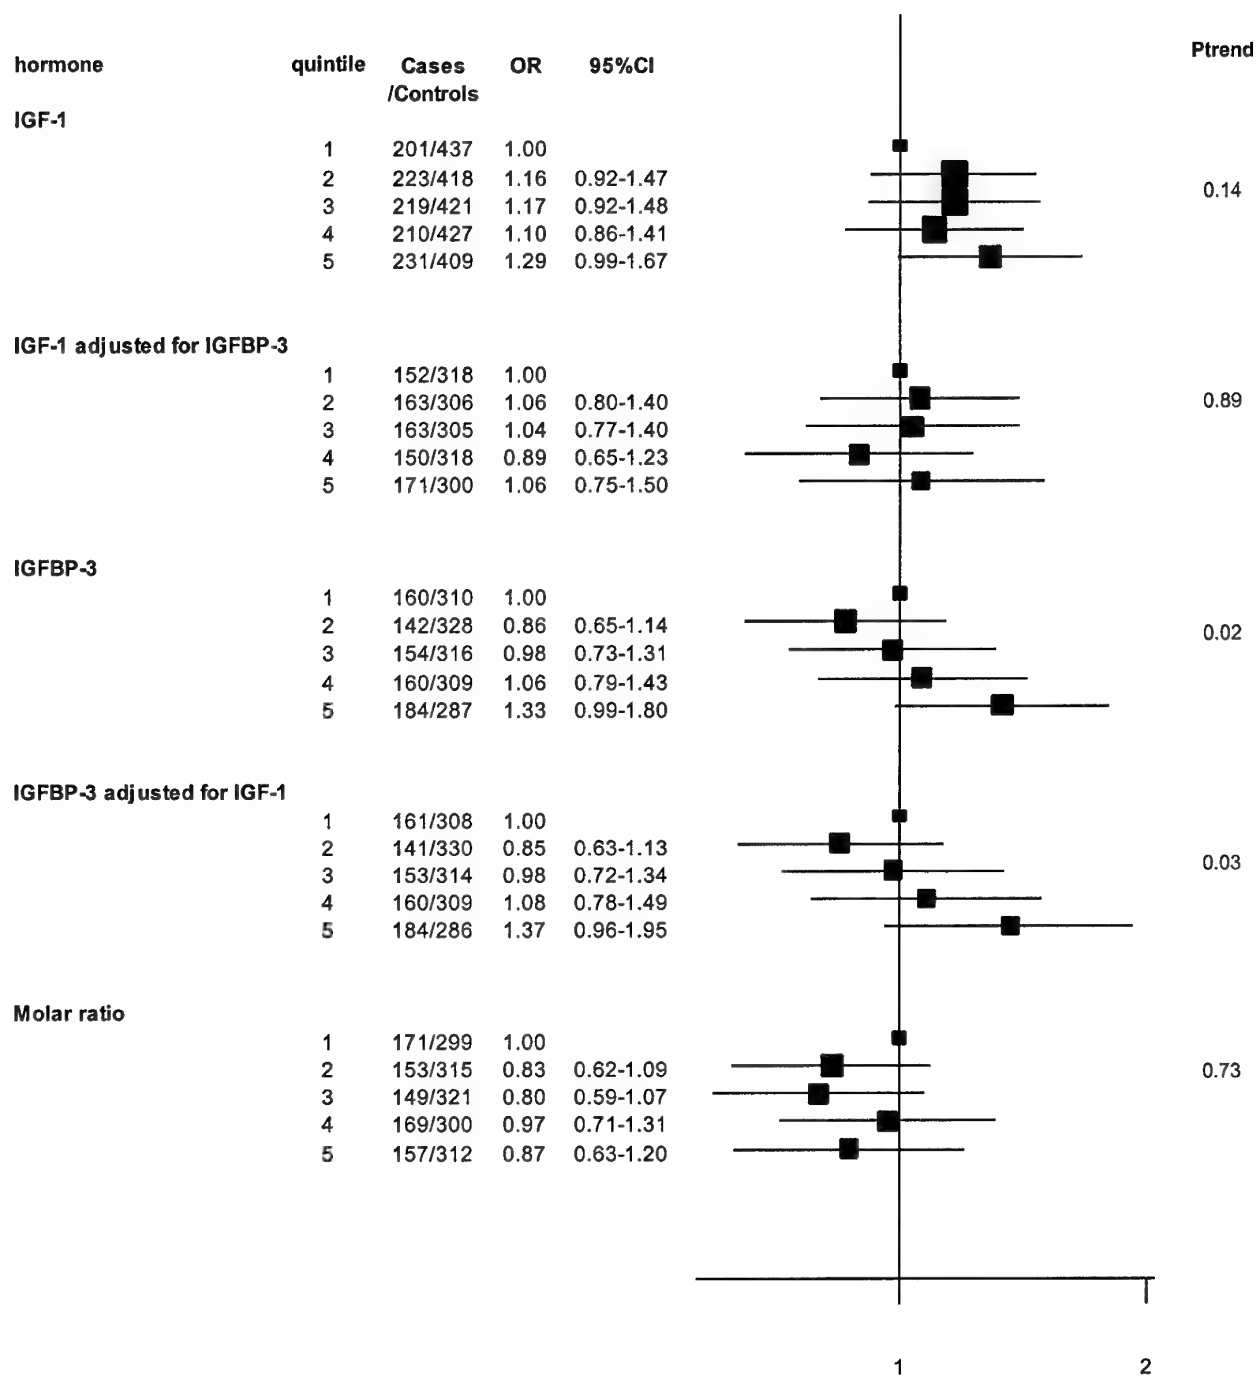 hormone quintile Cases OR 95%CI Ptrend
/Controls
IGF-1
1 201/437 1.00
2 223/418 1.16 0.92-1.47
0.14
3 219/421 1.17 0.92-1.48
4 210/427 1.10 0.86-1.41
5 231/409 1.29 0.99-1.67
IGF-1 adjusted for IGFBP-3
1 152/318 1.00
2 163/306 1.06 0.80-1.40
0.89
3 163/305 1.04 0.77-1.40
4 150/318 0.89 0.65-1.23
5 171/300 1.06 0.75-1.50
IGFBP-3
1 160/310 1.00
2 142/328 0.86 0.65-1.14
0.02
3 154/316 0.98 0.73-1.31
4 160/309 1.06 0.79-1.43
5 184/287 1.33 0.99-1.80
IGFBP-3 adjusted for IGF-1
1 161/308 1.00
2 141/330 0.85 0.63-1.13
0.03
3 153/314 0.98 0.72-1.34
4 160/309 1.08 0.78-1.49
5 184/286 1.37 0.96-1.95
Molar ratio
1 171/299 1.00
2 153/315 0.83 0.62-1.09
0.73
3 149/321 0.80 0.59-1.07
4 169/300 0.97 0.71-1.31
5 157/312 0.87 0.63-1.20
1 2